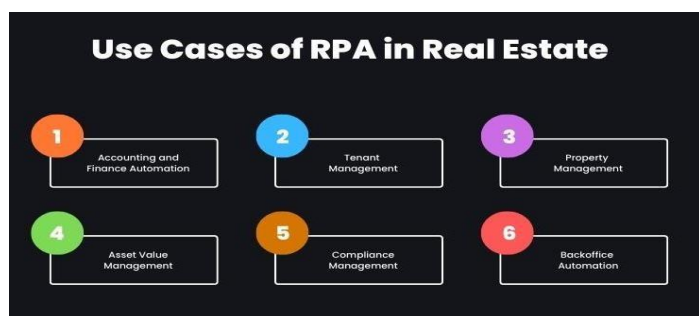 Use Cases of RPA in Real Estate
1
Accounting and
Finance Automation
2
Tenant
Management
3
Property
Management
4
Asset Value
Management
5
Compliance
Management
6
Backoffice
Automation